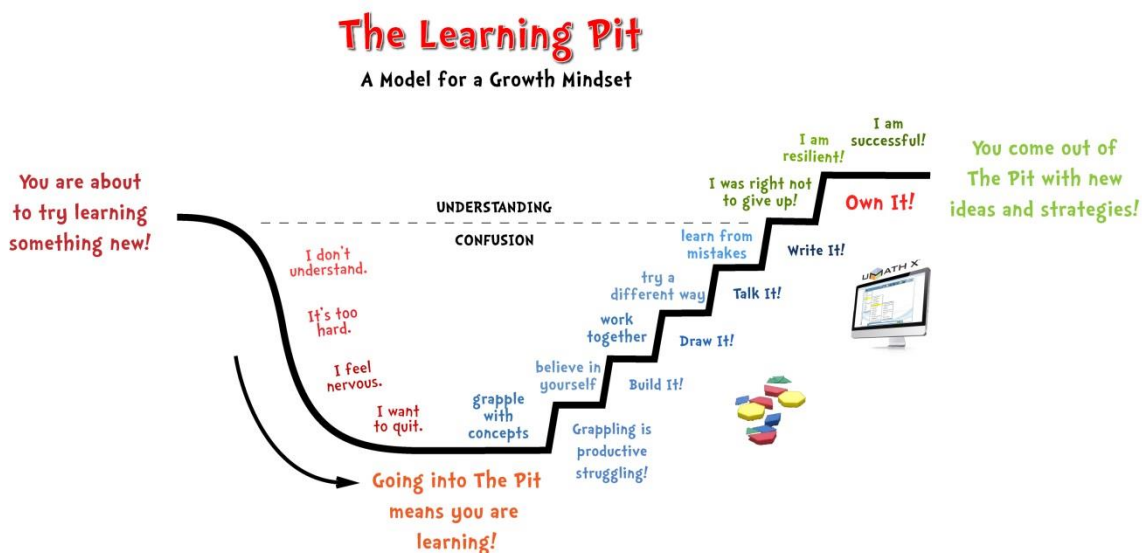 The Learning Pit
A Model for a Growth Mindset
You are about
to try learning
something new!
UNDERSTANDING
CONFUSION
I don't
understand.
It's too
hard.
I feel
nervous.
I want
to quit.
Going into The Pit
means you are
learning!
grapple
with
concepts
Grappling is
productive
struggling!
believe in
yourself
Build It!
work
together
Draw It!
try a
different way
Talk It!
learn from
mistakes
Write It!
I was right not
to give up!
Own It!
I am
resilient!
I am
successful!
You come out of
The Pit with new
ideas and strategies!
uMATH X